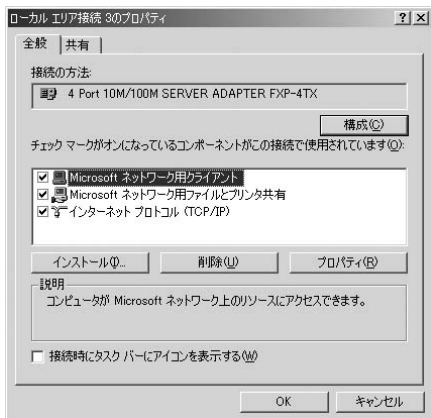 ローカル エリア接続 3のプロパティ
全般 共有
接続の方法:
4 Port 10M/100M SERVER ADAPTER FXP-4TX
構成(C)
チェック マークがオンになっているコンポーネントがこの接続で使用されています(O):
Microsoft ネットワーク用クライアント
Microsoft ネットワーク用ファイルとプリンタ共有
インターネット プロトコル (TCP/IP)
インストール(I)... 削除(U) プロパティ(R)
説明
コンピュータが Microsoft ネットワーク上のリソースにアクセスできます。
接続時にタスク バーにアイコンを表示する(W)
OK キャンセル